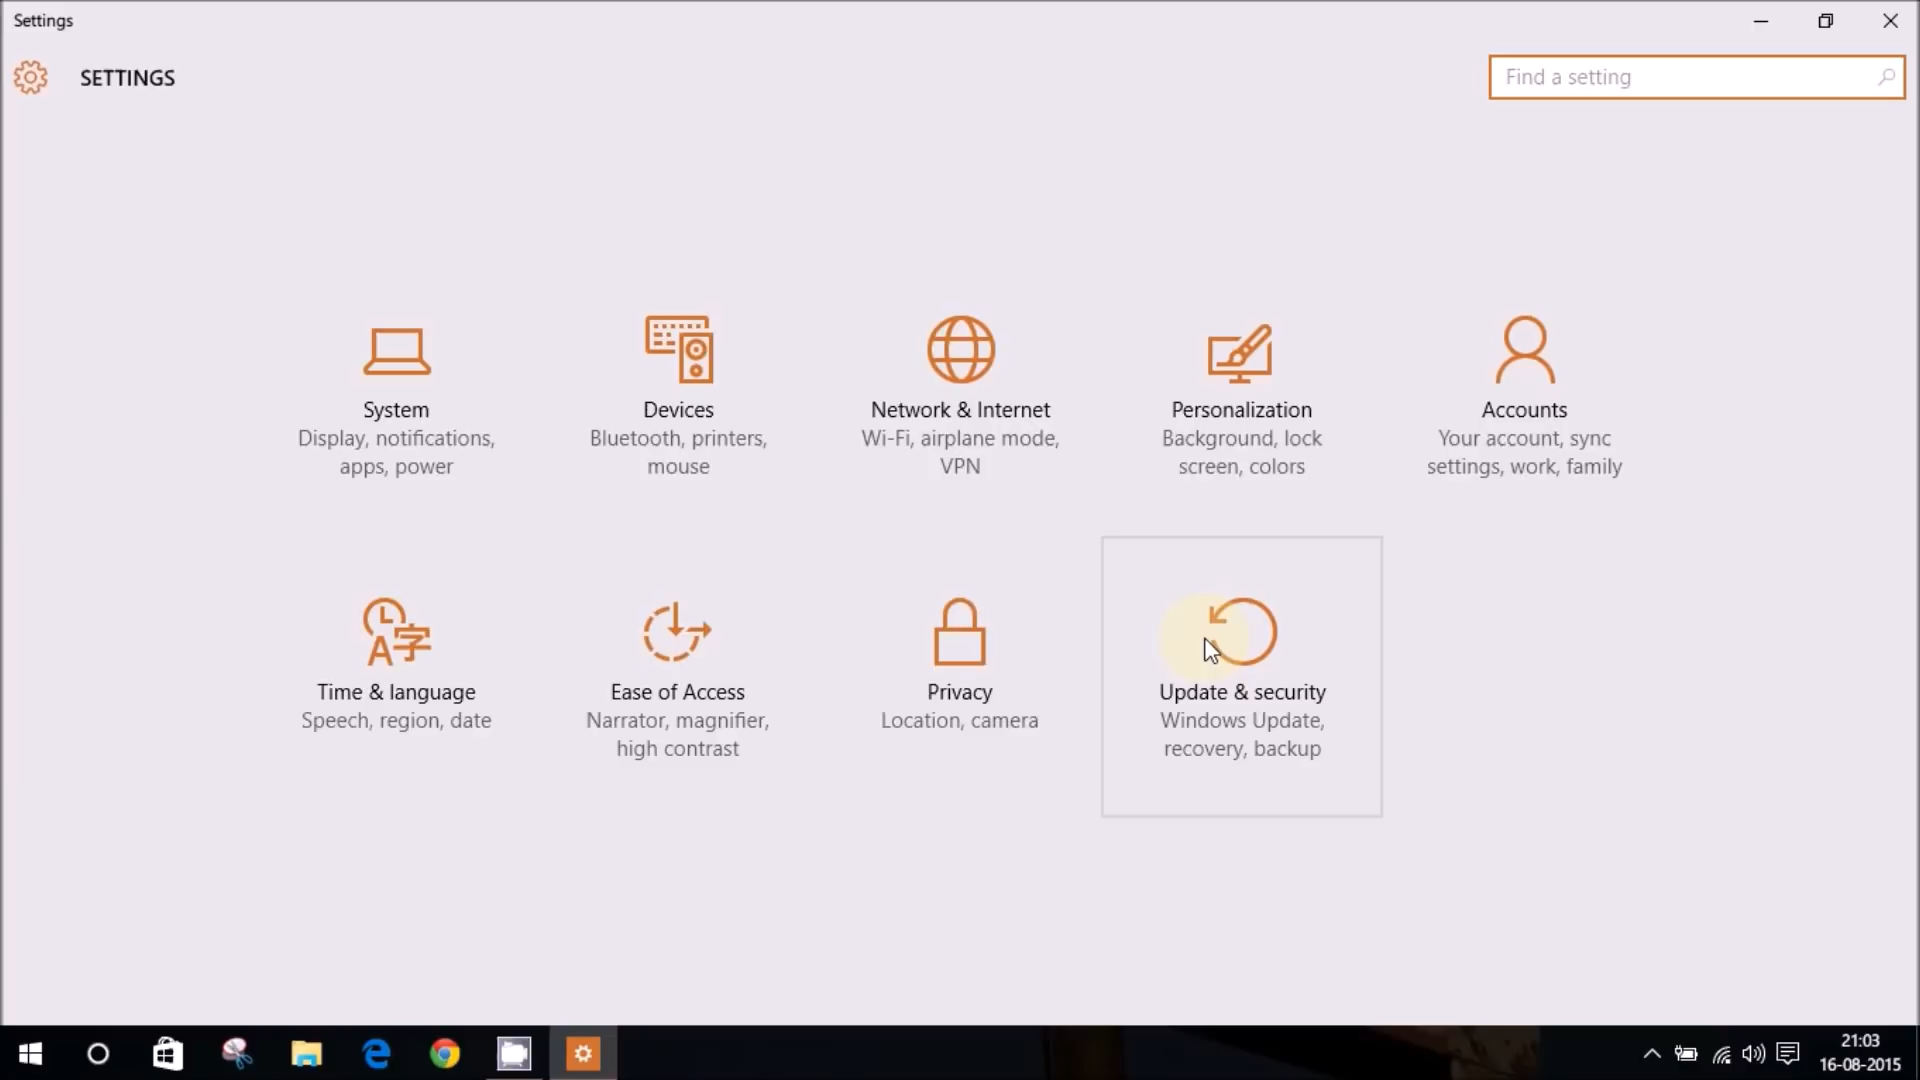 Settings
SETTINGS
Find a setting
System
Display, notifications,
apps, power
Devices
Bluetooth, printers,
mouse
Network & Internet
Wi-Fi, airplane mode,
VPN
Personalization
Background, lock
screen, colors
Accounts
Your account, sync
settings, work, family
A字
Time & language
Speech, region, date
Ease of Access
Narrator, magnifier,
high contrast
Privacy
Location, camera
Update & security
Windows Update,
recovery, backup
21:03
16-08-2015